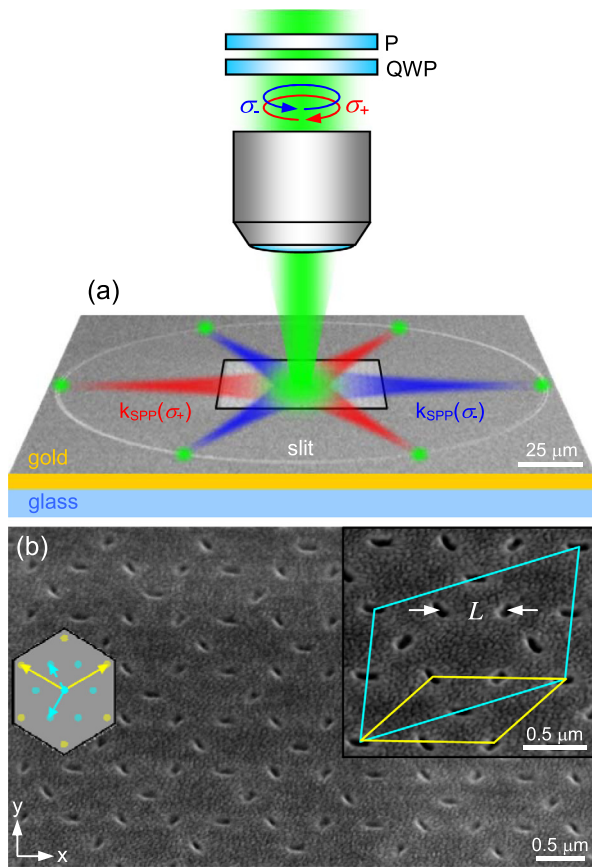 P
QWP
σ- σ+
(a)
kSPP(σ+) kSPP(σ-)
slit
25 μm
gold
glass
(b)
L
0.5 μm
y
x
0.5 μm